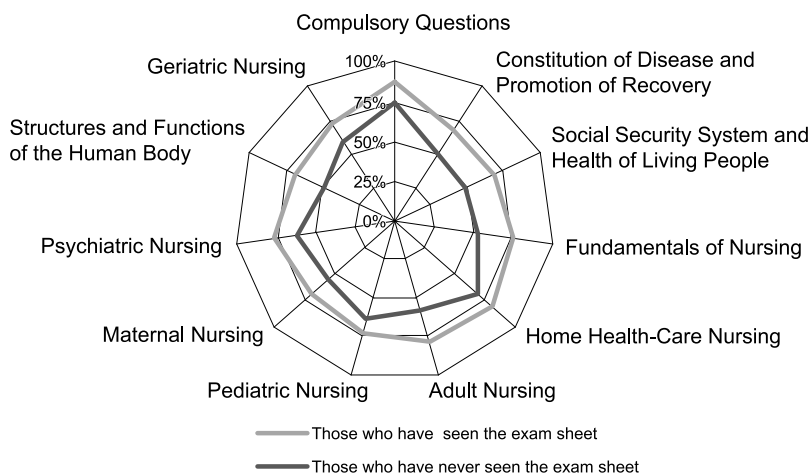 Compulsory Questions
100%
Geriatric Nursing
Constitution of Disease and
Promotion of Recovery
75%
Structures and Functions
of the Human Body
Social Security System and
Health of Living People
50%
25%
0%
Psychiatric Nursing
Fundamentals of Nursing
Maternal Nursing
Home Health-Care Nursing
Pediatric Nursing
Adult Nursing
Those who have seen the exam sheet
Those who have never seen the exam sheet